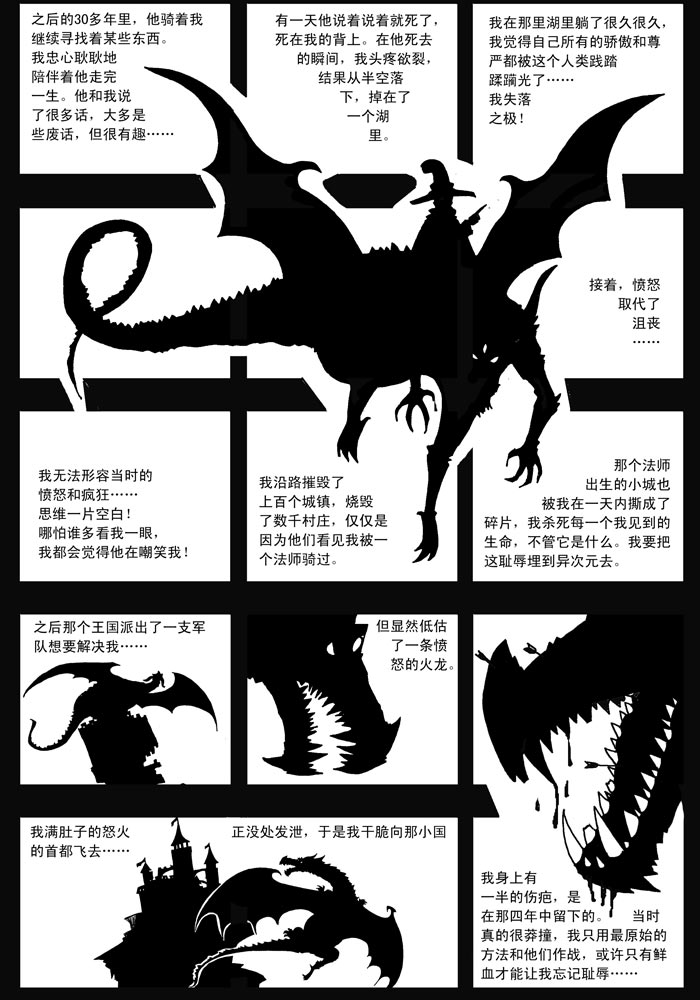 之后的30多年里，他骑着我
继续寻找着某些东西。
我忠心耿耿地
陪伴着他走完
一生。他和我说
了很多话，大多是
些废话，但很有趣……
有一天他说着说着就死了，
死在我的背上。在他死去
的瞬间，我头疼欲裂，
结果从半空落
下，掉在了
一个湖
里。
我在那里湖里躺了很久很久，
我觉得自己所有的骄傲和尊
严都被这个人类践踏
蹂躏光了……
我失落
之极！
接着，愤怒
取代了
沮丧
……
我无法形容当时的
愤怒和疯狂……
思维一片空白！
哪怕谁多看我一眼，
我都会觉得他在嘲笑我！
我沿路摧毁了
上百个城镇，烧毁
了数千村庄，仅仅是
因为他们看见我被一
个法师骑过。
那个法师
出生的小城也
被我在一天内撕成了
碎片，我杀死每一个我见到的
生命，不管它是什么。我要把
这耻辱埋到异次元去。
之后那个王国派出了一支军
队想要解决我……
但显然低估
了一条愤
怒的火龙。
我满肚子的怒火
的首都飞去……
正没处发泄，于是我干脆向那小国
我身上有
一半的伤疤，是
在那四年中留下的。 当时
真的很莽撞，我只用最原始的
方法和他们作战，或许只有鲜
血才能让我忘记耻辱……